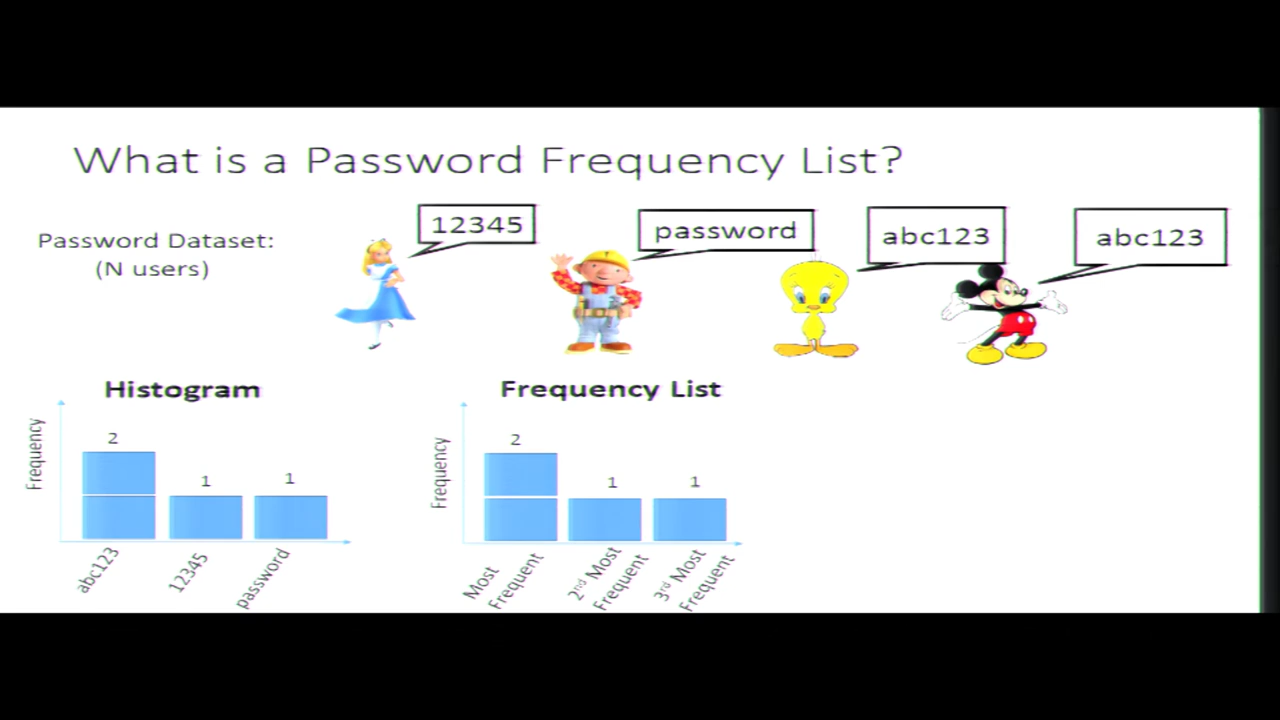 What is a Password Frequency List?
Password Dataset:
(N users)
12345
password
abc123
abc123
Histogram
Frequency
2
1
1
abc123
12345
password
Frequency List
Frequency
2
1
1
Most
Frequent
2nd Most
Frequent
3rd Most
Frequent